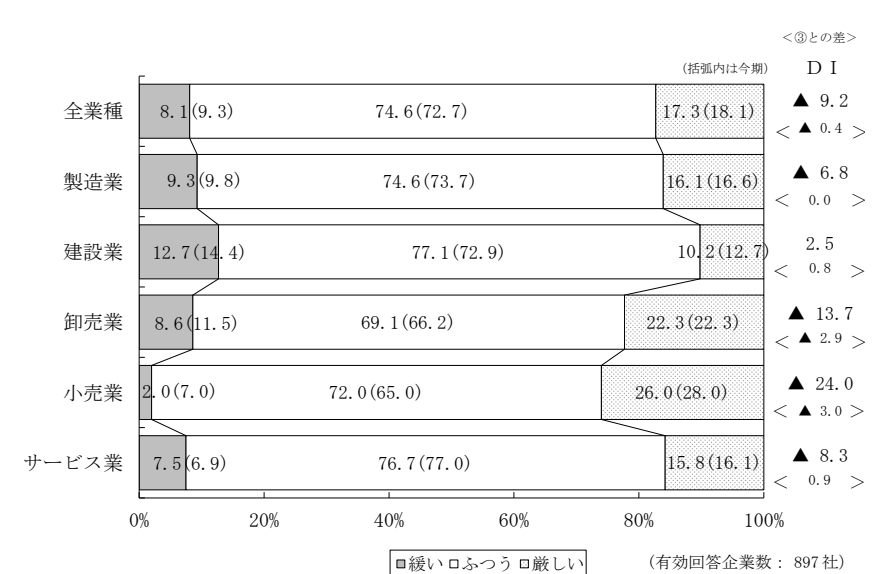 <③との差>
(括弧内は今期) ＤＩ
全業種 8.1(9.3) 74.6(72.7) 17.3(18.1) ▲ 9.2
< ▲ 0.4 >
製造業 9.3(9.8) 74.6(73.7) 16.1(16.6) ▲ 6.8
< 0.0 >
建設業 12.7(14.4) 77.1(72.9) 10.2(12.7) 2.5
< 0.8 >
卸売業 8.6(11.5) 69.1(66.2) 22.3(22.3) ▲ 13.7
< ▲ 2.9 >
小売業 2.0(7.0) 72.0(65.0) 26.0(28.0) ▲ 24.0
< ▲ 3.0 >
サービス業 7.5(6.9) 76.7(77.0) 15.8(16.1) ▲ 8.3
< 0.9 >
0% 20% 40% 60% 80% 100%
緩い ふつう 厳しい (有効回答企業数：897社)